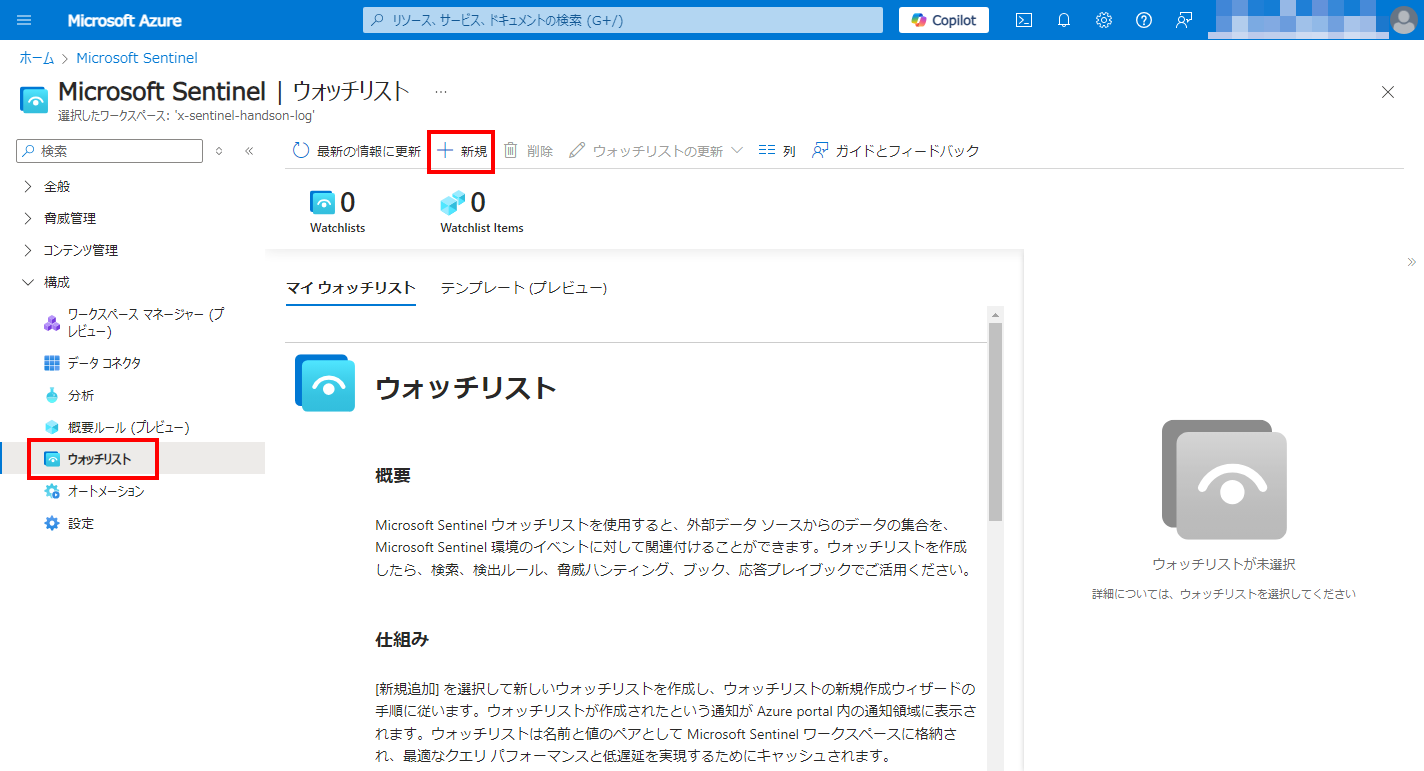 Microsoft Azure
リソース、サービス、ドキュメントの検索 (G+/)
Copilot
ホーム > Microsoft Sentinel
Microsoft Sentinel | ウォッチリスト ...
選択したワークスペース: 'x-sentinel-handson-log'
検索
最新の情報に更新
新規
削除
ウォッチリストの更新
列
ガイドとフィードバック
全般
脅威管理
コンテンツ管理
構成
ワークスペース マネージャー (プ
レビュー)
データ コネクタ
分析
概要ルール (プレビュー)
ウォッチリスト
オートメーション
設定
0
Watchlists
0
Watchlist Items
マイ ウォッチリスト
テンプレート (プレビュー)
ウォッチリスト
概要
Microsoft Sentinel ウォッチリストを使用すると、外部データ ソースからのデータの集合を、
Microsoft Sentinel 環境のイベントに対して関連付けることができます。ウォッチリストを作成
したら、検索、検出ルール、脅威ハンティング、ブック、応答プレイブックでご活用ください。
仕組み
[新規追加] を選択して新しいウォッチリストを作成し、ウォッチリストの新規作成ウィザードの
手順に従います。ウォッチリストが作成されたという通知が Azure portal 内の通知領域に表示さ
れます。ウォッチリストは名前と値のペアとして Microsoft Sentinel ワークスペースに格納さ
れ、最適なクエリ パフォーマンスと低遅延を実現するためにキャッシュされます。
ウォッチリストが未選択
詳細については、ウォッチリストを選択してください